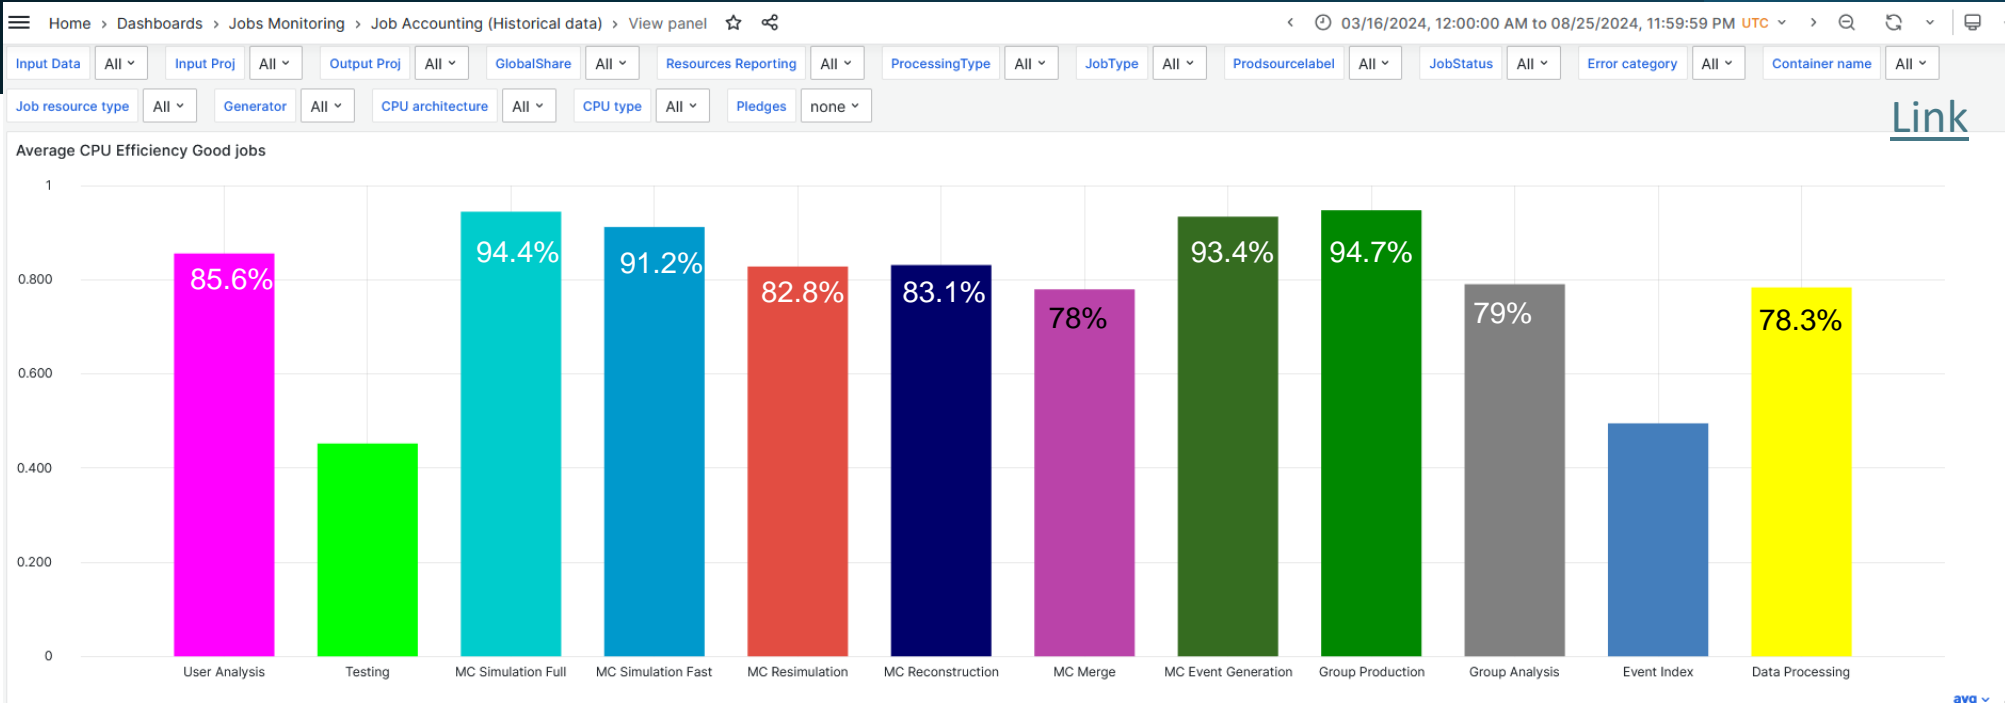 Home › Dashboards › Jobs Monitoring › Job Accounting (Historical data) › View panel
03/16/2024, 12:00:00 AM to 08/25/2024, 11:59:59 PM UTC
Input Data All Input Proj All Output Proj All GlobalShare All Resources Reporting All ProcessingType All JobType All Prodsourcelabel All JobStatus All Error category All Container name All
Job resource type All Generator All CPU architecture All CPU type All Pledges none
Link
Average CPU Efficiency Good jobs
1
0.800
0.600
0.400
0.200
0
85.6%
94.4%
91.2%
82.8%
83.1%
78%
93.4%
94.7%
79%
78.3%
User Analysis Testing MC Simulation Full MC Simulation Fast MC Resimulation MC Reconstruction MC Merge MC Event Generation Group Production Group Analysis Event Index Data Processing
avg